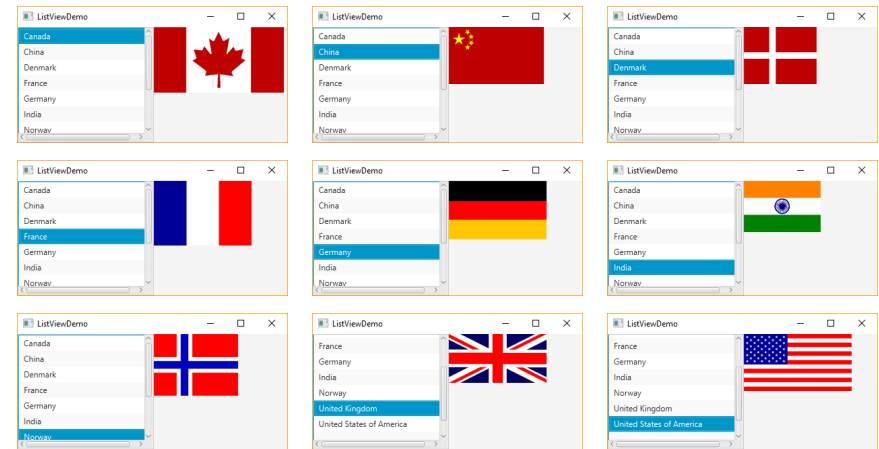 ListViewDemo
Canada
China
Denmark
France
Germany
India
Norway
ListViewDemo
Canada
China
Denmark
France
Germany
India
Norway
ListViewDemo
Canada
China
Denmark
France
Germany
India
Norway
ListViewDemo
Canada
China
Denmark
France
Germany
India
Norway
ListViewDemo
Canada
China
Denmark
France
Germany
India
Norway
ListViewDemo
Canada
China
Denmark
France
Germany
India
Norway
ListViewDemo
Canada
China
Denmark
France
Germany
India
Norway
ListViewDemo
France
Germany
India
Norway
United Kingdom
United States of America
ListViewDemo
France
Germany
India
Norway
United Kingdom
United States of America